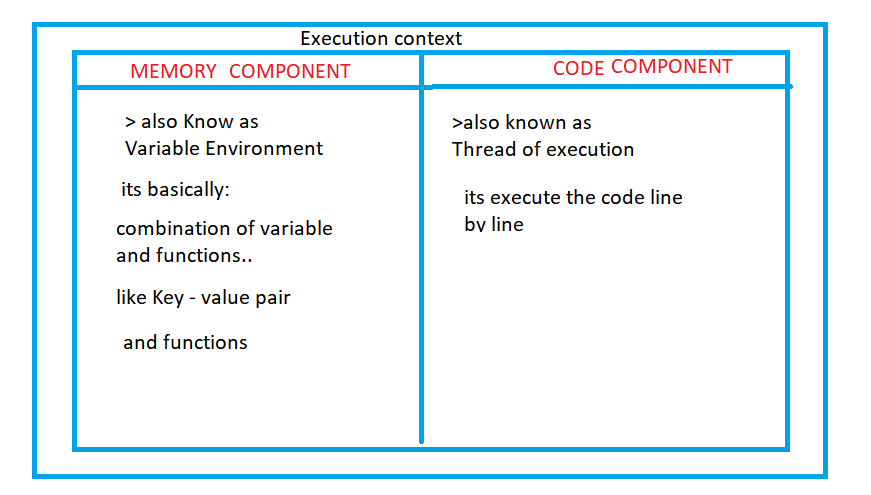 Execution context
MEMORY COMPONENT
CODE COMPONENT
> also Know as
Variable Environment
its basically:
combination of variable
and functions..
like Key - value pair
and functions
>also known as
Thread of execution
its execute the code line
by line